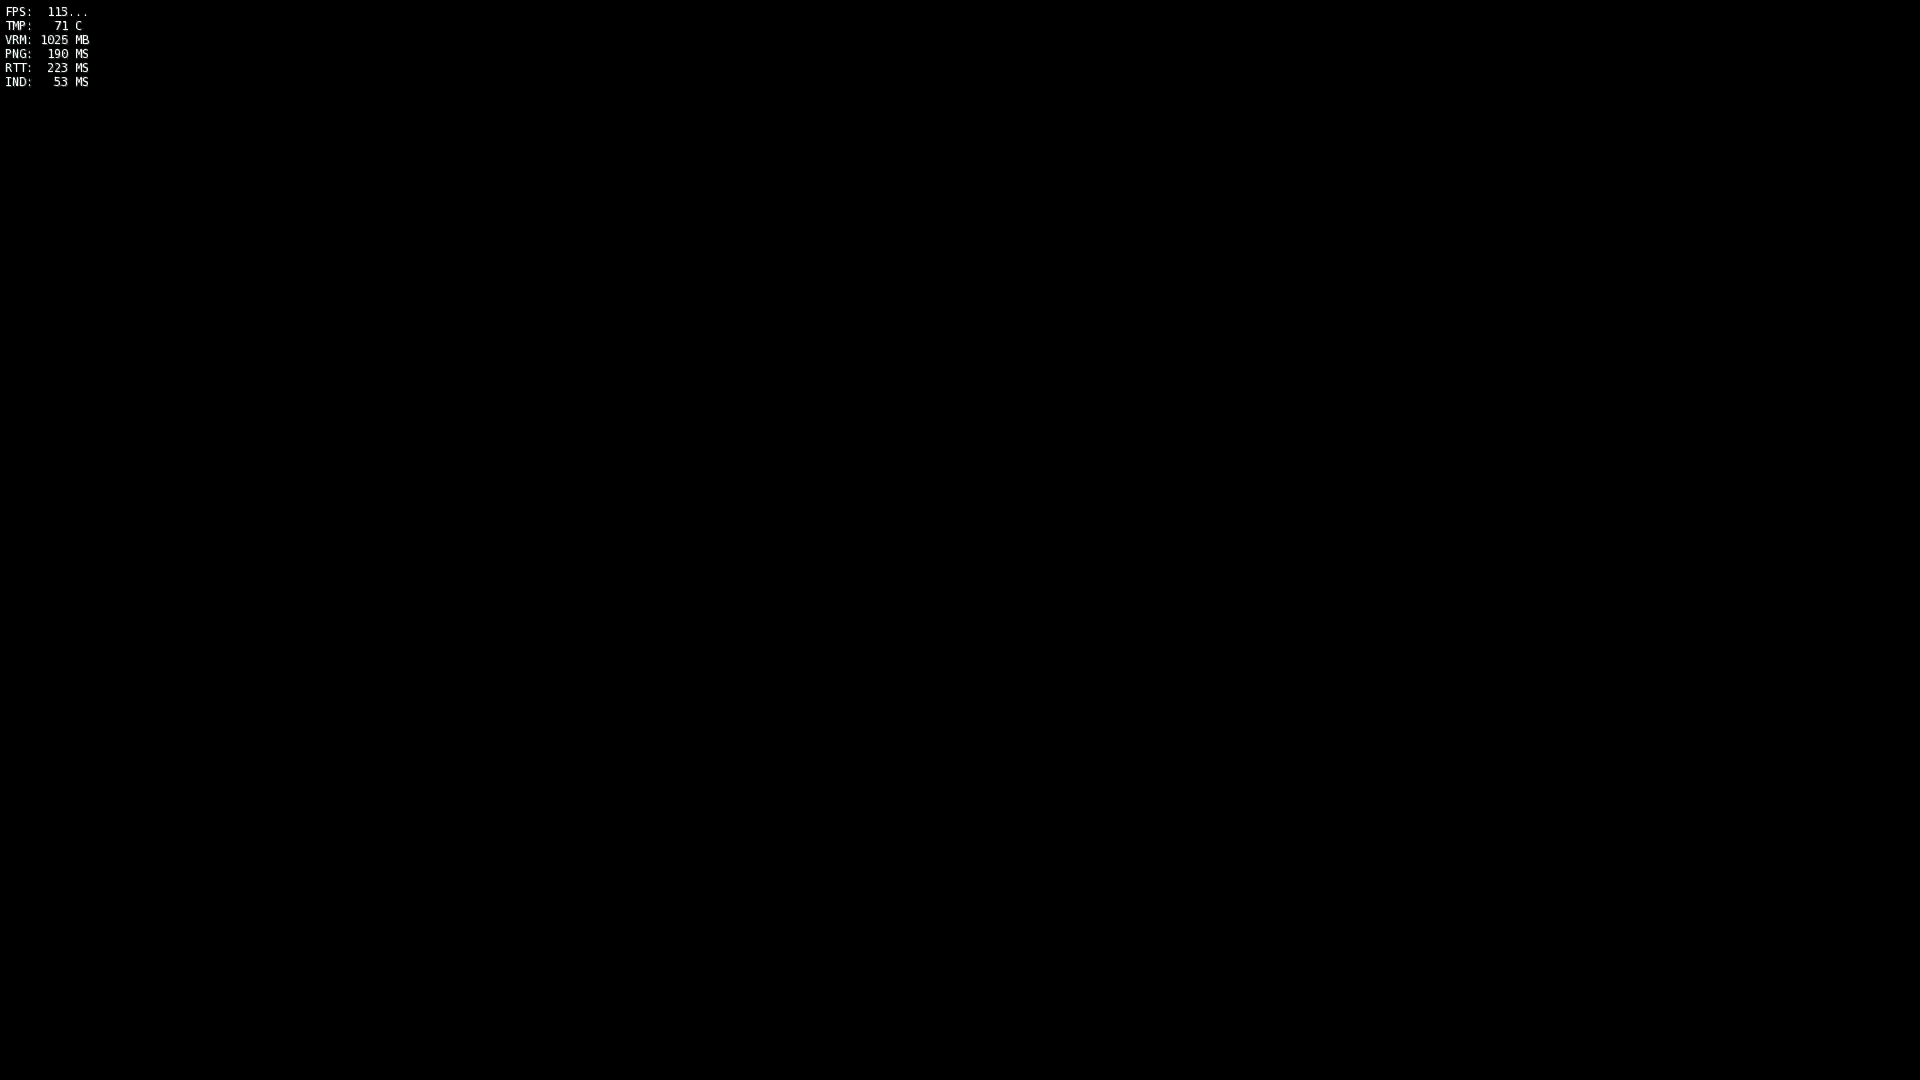 FPS:  115...
TMP:   71 C
VRM: 1025 MB
PNG:  190 MS
RTT:  223 MS
IND:   53 MS